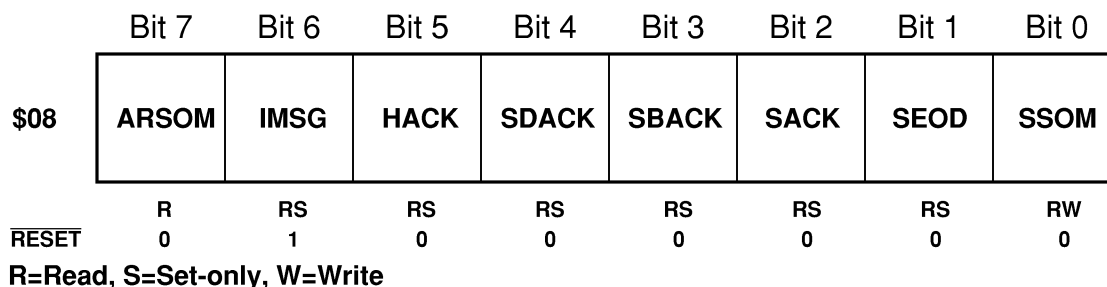 Bit 7 Bit 6 Bit 5 Bit 4 Bit 3 Bit 2 Bit 1 Bit 0
$08 ARSOM IMSG HACK SDACK SBACK SACK SEOD SSOM
R RS RS RS RS RS RS RW
RESET 0 1 0 0 0 0 0 0
R=Read, S=Set-only, W=Write